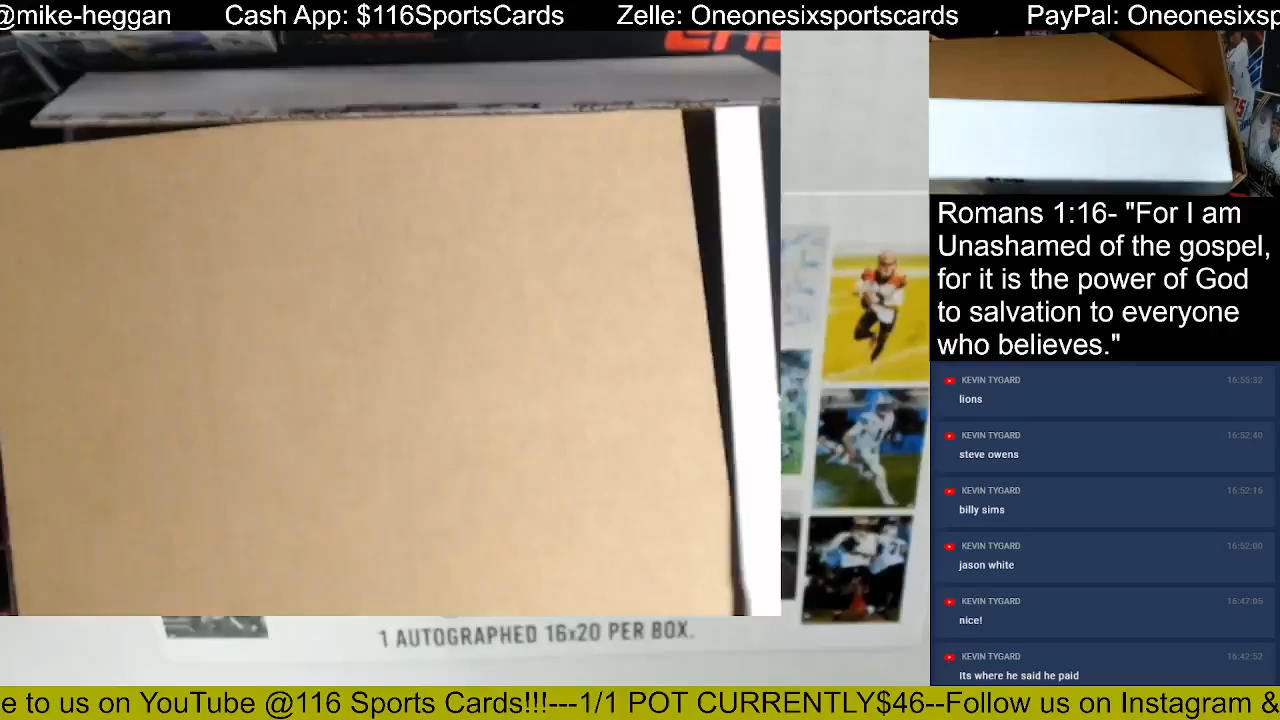 @mike-heggan Cash App: $116SportsCards Zelle: Oneonesixsportscards PayPal: Oneonesixsp
Romans 1:16- "For I am
Unashamed of the gospel,
for it is the power of God
to salvation to everyone
who believes."
KEVIN TYGARD 16:55:32
lions
KEVIN TYGARD 16:52:40
steve owens
KEVIN TYGARD 16:52:16
billy sims
KEVIN TYGARD 16:52:00
jason white
KEVIN TYGARD 16:47:05
nice!
KEVIN TYGARD 16:42:52
Its where he said he paid
1 AUTOGRAPHED 16x20 PER BOX.
e to us on YouTube @116 Sports Cards!!!---1/1 POT CURRENTLY$46--Follow us on Instagram &